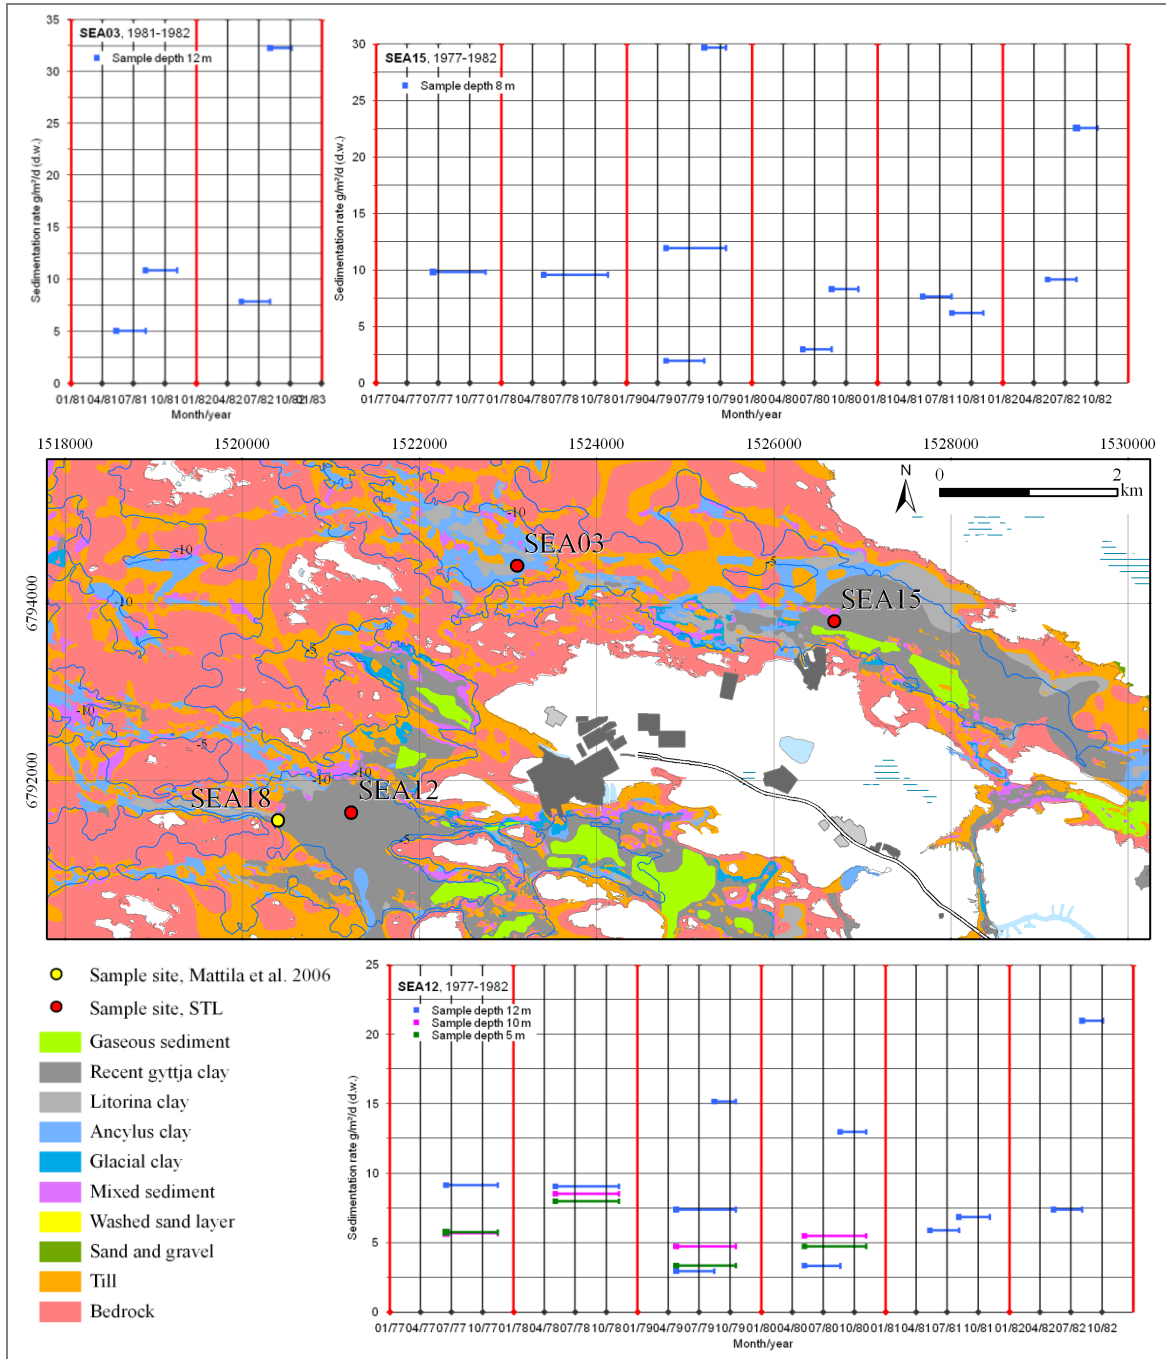 SEA03, 1981-1982
Sample depth 12 m
Sedimentation rate g/m²/d (d.w.)
35
30
25
20
15
10
5
0
01/81 04/81 07/81 10/81 01/82 04/82 07/82 10/82 01/83
Month/year
SEA15, 1977-1982
Sample depth 8 m
Sedimentation rate g/m²/d (d.w.)
30
25
20
15
10
5
0
01/77 04/77 07/77 10/77 01/78 04/78 07/78 10/78 01/79 04/79 07/79 10/79 01/80 04/80 07/80 10/80 01/81 04/81 07/81 10/81 01/82 04/82 07/82 10/82
Month/year
1518000 1520000 1522000 1524000 1526000 1528000 1530000
N
0 2
km
-10
SEA03
-10
-5
-10
6794000
SEA15
-5
-10
-5
-10
-10
6792000
SEA18
SEA12
-5
Sample site, Mattila et al. 2006
Sample site, STL
Gaseous sediment
Recent gyttja clay
Litorina clay
Ancylus clay
Glacial clay
Mixed sediment
Washed sand layer
Sand and gravel
Till
Bedrock
SEA12, 1977-1982
Sample depth 12 m
Sample depth 10 m
Sample depth 5 m
Sedimentation rate g/m²/d (d.w.)
25
20
15
10
5
0
01/77 04/77 07/77 10/77 01/78 04/78 07/78 10/78 01/79 04/79 07/79 10/79 01/80 04/80 07/80 10/80 01/81 04/81 07/81 10/81 01/82 04/82 07/82 10/82
Month/year